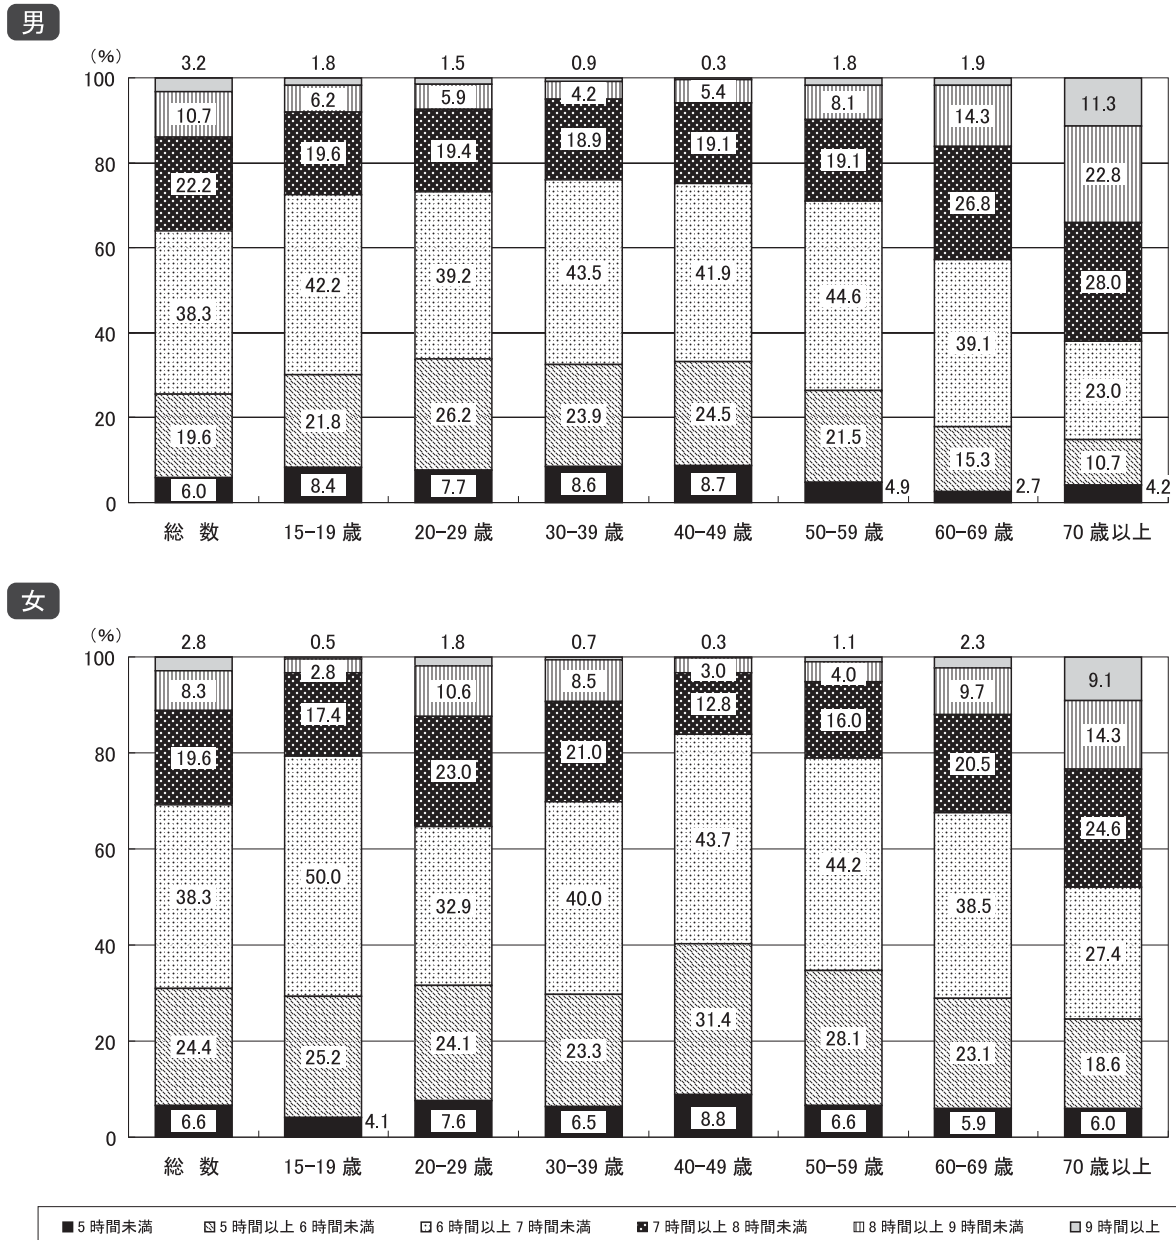 男
(%)
3.2 1.8 1.5 0.9 0.3 1.8 1.9
100
80
60
40
20
0
10.7 6.2 5.9 4.2 5.4 8.1 14.3 11.3
22.2 19.6 19.4 18.9 19.1 19.1 26.8 22.8
38.3 42.2 39.2 43.5 41.9 44.6 39.1 28.0
19.6 21.8 26.2 23.9 24.5 21.5 15.3 23.0
6.0 8.4 7.7 8.6 8.7 4.9 2.7 10.7
4.2
総 数 15-19 歳 20-29 歳 30-39 歳 40-49 歳 50-59 歳 60-69 歳 70 歳以上
女
(%)
2.8 0.5 1.8 0.7 0.3 1.1 2.3
100
80
60
40
20
0
8.3 2.8 10.6 8.5 3.0 4.0 9.7 9.1
19.6 17.4 23.0 21.0 12.8 16.0 20.5 14.3
38.3 50.0 32.9 40.0 43.7 44.2 38.5 24.6
24.4 25.2 24.1 23.3 31.4 28.1 23.1 27.4
6.6 4.1 7.6 6.5 8.8 6.6 5.9 18.6
6.0
総 数 15-19 歳 20-29 歳 30-39 歳 40-49 歳 50-59 歳 60-69 歳 70 歳以上
5 時間未満 5 時間以上 6 時間未満 6 時間以上 7 時間未満 7 時間以上 8 時間未満 8 時間以上 9 時間未満 9 時間以上